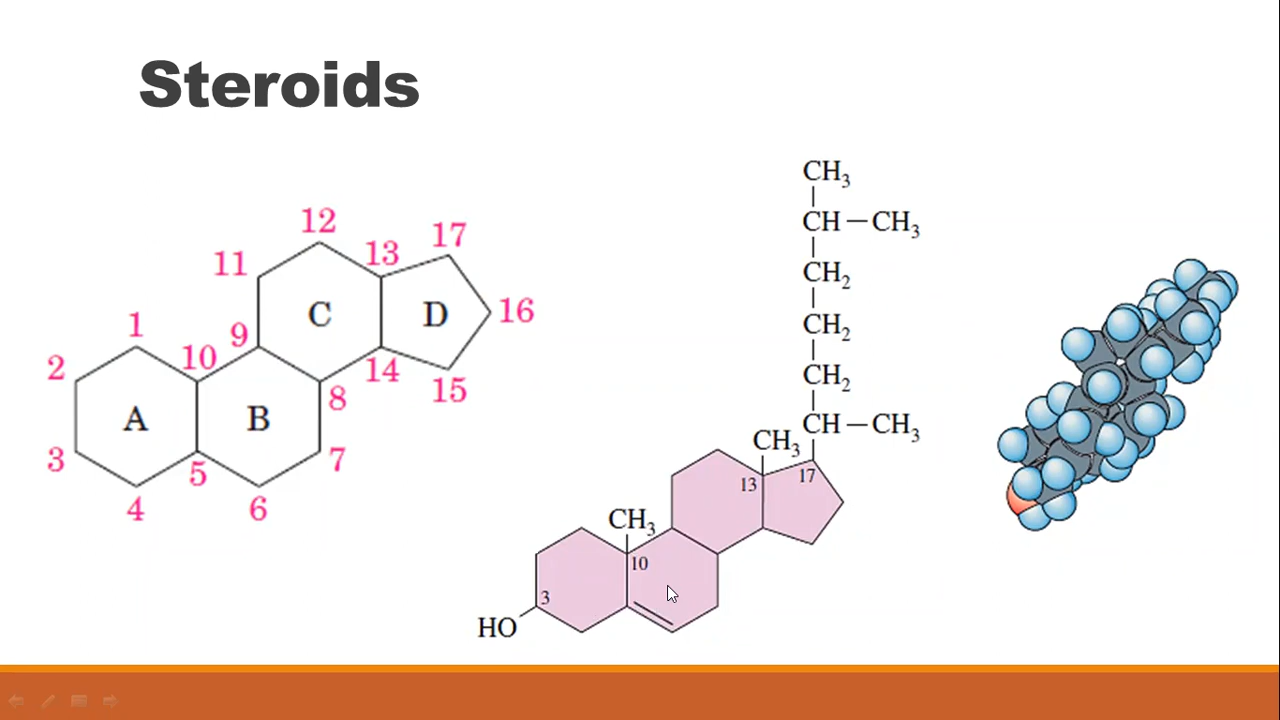 Steroids
12
17
11
13
C
D
16
1
9
10
14
2
8
15
A
B
3
7
5
4
6
CH₃
CH—CH₃
CH₂
CH₂
CH₂
CH—CH₃
CH₃
13
17
CH₃
10
3
HO